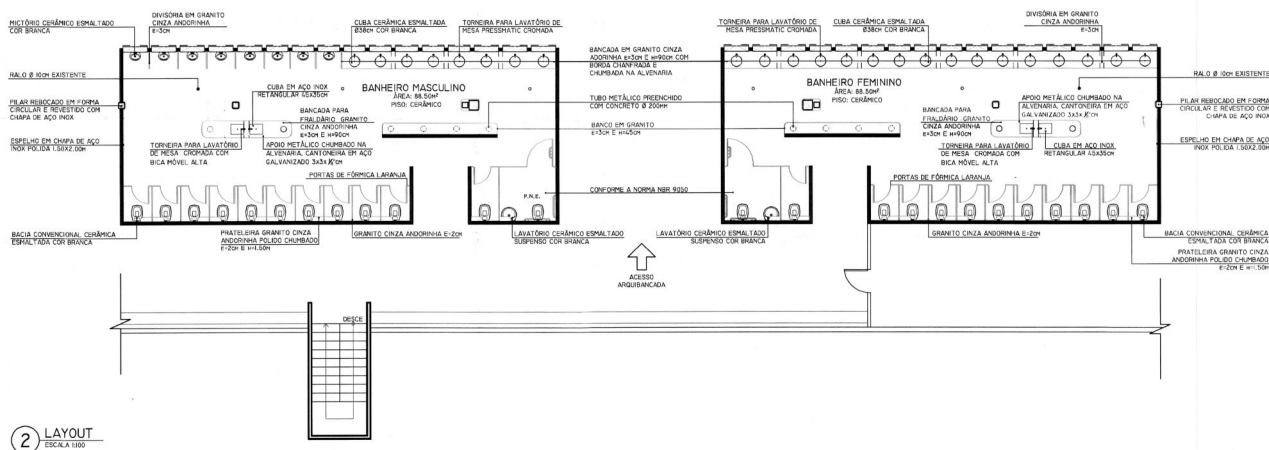 MICTÓRIO CERÂMICO ESMALTADO
COR BRANCA
DIVISÓRIA EM GRANITO
CINZA ANDORINHA
E=3CM
CUBA CERÂMICA ESMALTADA
Ø38CM COR BRANCA
TORNEIRA PARA LAVATÓRIO DE
MESA PRESSMATIC CROMADA
RALO Ø 10CM EXISTENTE
PILAR REBOCADO EM FORMA
CIRCULAR E REVESTIDO COM
CHAPA DE AÇO INOX
ESPELHO EM CHAPA DE AÇO
INOX POLIDA 1.50X2.00M
BACIA CONVENCIONAL CERÂMICA
ESMALTADA COR BRANCA
BANHEIRO MASCULINO
ÁREA: 88.50M²
PISO: CERÂMICO
CUBA EM AÇO INOX
RETANGULAR 45X35CM
BANCADA PARA
FRALDÁRIO GRANITO
CINZA ANDORINHA
E=3CM E H=90CM
TORNEIRA PARA LAVATÓRIO
DE MESA CROMADA COM
BICA MÓVEL ALTA
APOIO METÁLICO CHUMBADO NA
ALVENARIA, CANTONEIRA EM AÇO
GALVANIZADO 3x3x
PORTAS DE FÓRMICA LARANJA
PRATELEIRA GRANITO CINZA
ANDORINHA POLIDO CHUMBADO
E=2CM E H=1.50M
GRANITO CINZA ANDORINHA E=2CM
P.N.E.
LAVATÓRIO CERÂMICO ESMALTADO
SUSPENSO COR BRANCA
BANCADA EM GRANITO CINZA
ADORINHA E=3CM E H=90CM COM
BORDA CHANFRADA E
CHUMBADA NA ALVENARIA
TUBO METÁLICO PREENCHIDO
COM CONCRETO Ø 200MM
BANCO EM GRANITO
E=3CM E H=45CM
CONFORME A NORMA NBR 9050
LAVATÓRIO CERÂMICO ESMALTADO
SUSPENSO COR BRANCA
ACESSO
ARQUIBANCADA
TORNEIRA PARA LAVATÓRIO DE
MESA PRESSMATIC CROMADA
CUBA CERÂMICA ESMALTADA
Ø38CM COR BRANCA
DIVISÓRIA EM GRANITO
CINZA ANDORINHA
E=3CM
BANHEIRO FEMININO
ÁREA: 88.50M²
PISO: CERÂMICO
BANCADA PARA
FRALDÁRIO GRANITO
CINZA ANDORINHA
E=3CM E H=90CM
APOIO METÁLICO CHUMBADO NA
ALVENARIA, CANTONEIRA EM AÇO
GALVANIZADO 3x3x
TORNEIRA PARA LAVATÓRIO
DE MESA CROMADA COM
BICA MÓVEL ALTA
CUBA EM AÇO INOX
RETANGULAR 45X35CM
PORTAS DE FÓRMICA LARANJA
GRANITO CINZA ANDORINHA E=2CM
RALO Ø 10CM EXISTENTE
PILAR REBOCADO EM FORMA
CIRCULAR E REVESTIDO COM
CHAPA DE AÇO INOX
ESPELHO EM CHAPA DE AÇO
INOX POLIDA 1.50X2.00M
BACIA CONVENCIONAL CERÂMICA
ESMALTADA COR BRANCA
PRATELEIRA GRANITO CINZA
ANDORINHA POLIDO CHUMBADO
E=2CM E H=1.50M
DESCE
2 LAYOUT
ESCALA 1:100